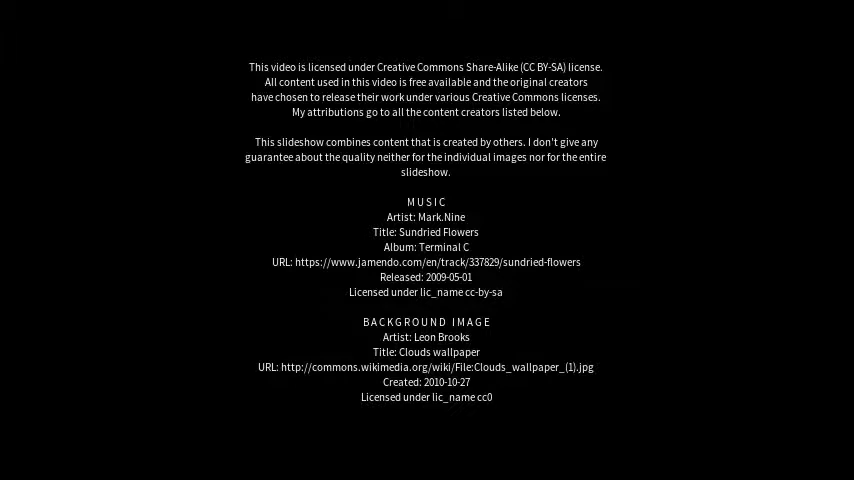 This video is licensed under Creative Commons Share-Alike (CC BY-SA) license.
All content used in this video is free available and the original creators
have chosen to release their work under various Creative Commons licenses.
My attributions go to all the content creators listed below.
This slideshow combines content that is created by others. I don't give any
guarantee about the quality neither for the individual images nor for the entire
slideshow.
MUSIC
Artist: Mark.Nine
Title: Sundried Flowers
Album: Terminal C
URL: https://www.jamendo.com/en/track/337829/sundried-flowers
Released: 2009-05-01
Licensed under lic_name cc-by-sa
BACKGROUND IMAGE
Artist: Leon Brooks
Title: Clouds wallpaper
URL: http://commons.wikimedia.org/wiki/File:Clouds_wallpaper_(1).jpg
Created: 2010-10-27
Licensed under lic_name cc0